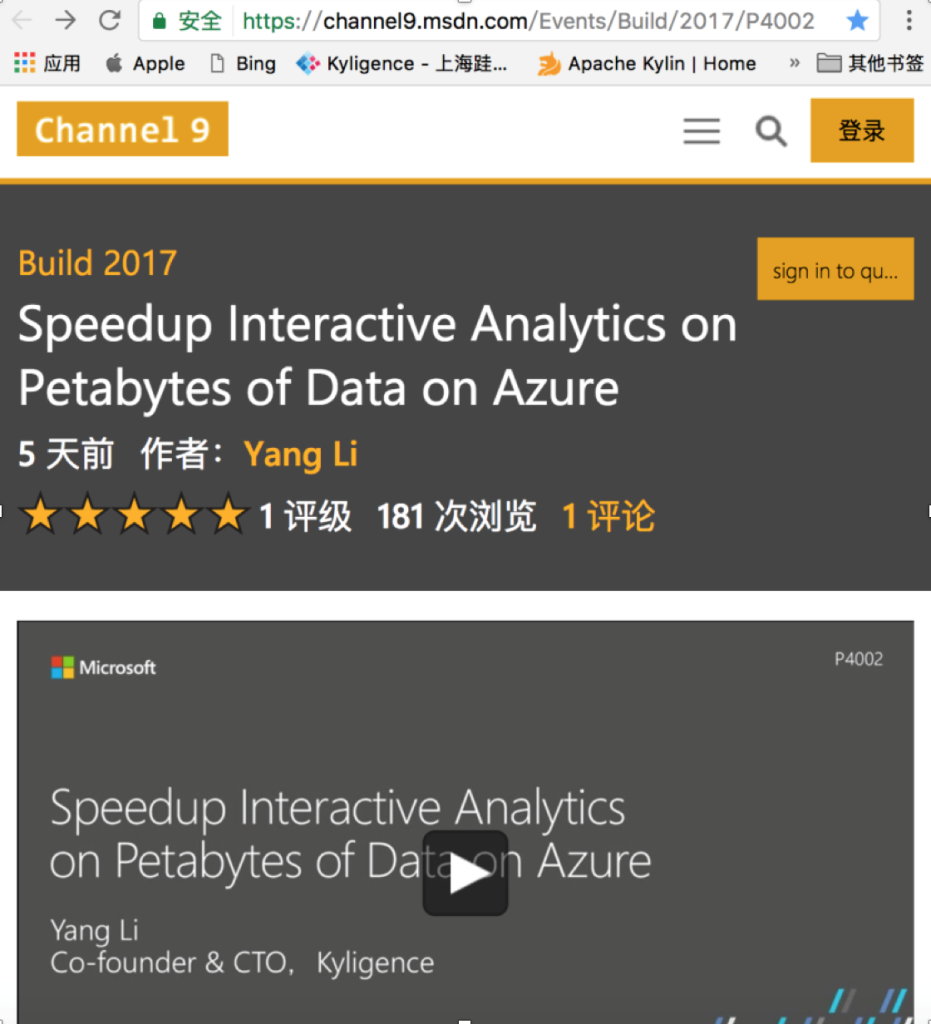 安全 https://channel9.msdn.com/Events/Build/2017/P4002
应用 Apple Bing Kyligence - 上海跬... Apache Kylin | Home » 其他书签
Channel 9 登录
Build 2017
sign in to qu...
Speedup Interactive Analytics on
Petabytes of Data on Azure
5 天前 作者：Yang Li
1 评级 181 次浏览 1 评论
Microsoft P4002
Speedup Interactive Analytics
on Petabytes of Data on Azure
Yang Li
Co-founder & CTO， Kyligence